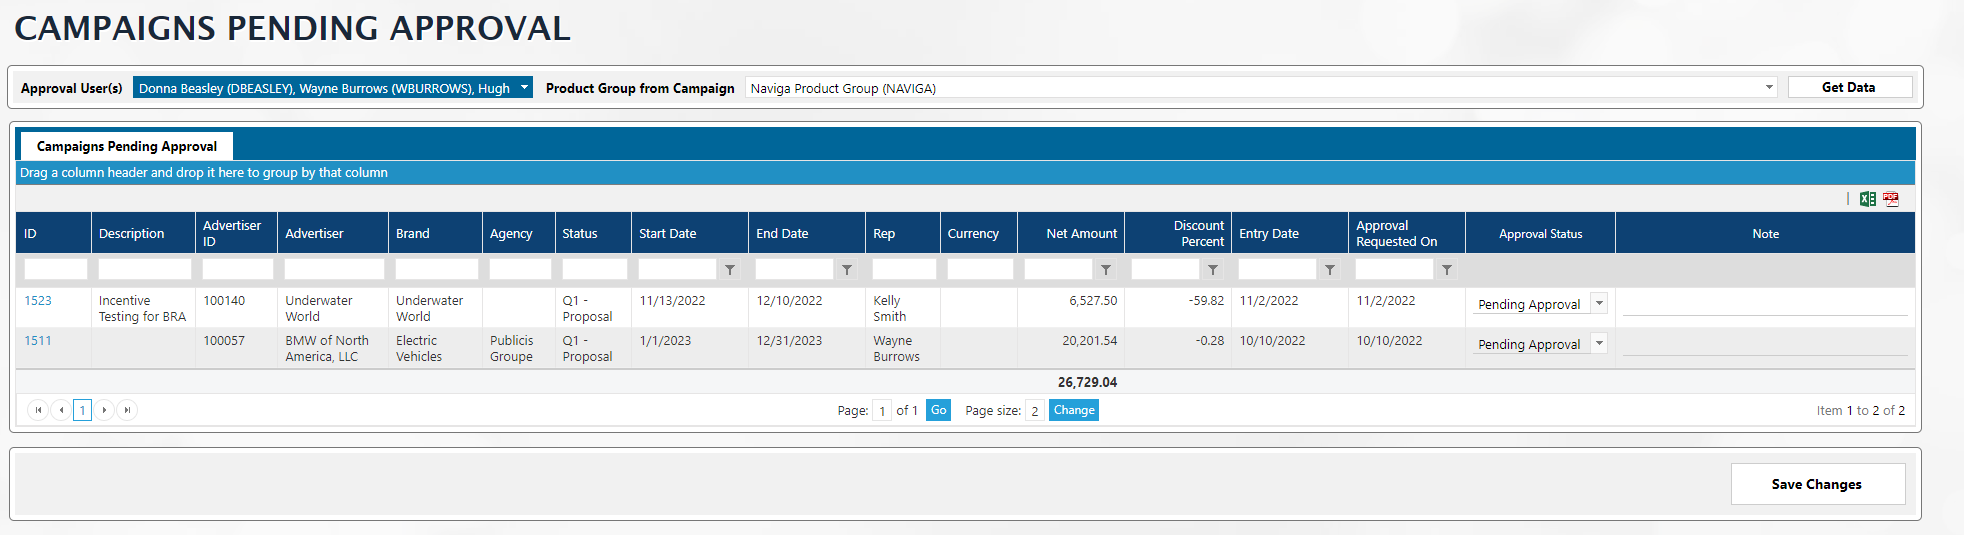 CAMPAIGNS PENDING APPROVAL
Approval User(s) Donna Beasley (DBEASLEY), Wayne Burrows (WBURROWS), Hugh Product Group from Campaign Naviga Product Group (NAVIGA) Get Data
Campaigns Pending Approval
Drag a column header and drop it here to group by that column
ID Description Advertiser ID Advertiser Brand Agency Status Start Date End Date Rep Currency Net Amount Discount Percent Entry Date Approval Requested On Approval Status Note
1523 Incentive Testing for BRA 100140 Underwater World Underwater World Q1 - Proposal 11/13/2022 12/10/2022 Kelly Smith 6,527.50 -59.82 11/2/2022 11/2/2022 Pending Approval
1511 100057 BMW of North America, LLC Electric Vehicles Publicis Groupe Q1 - Proposal 1/1/2023 12/31/2023 Wayne Burrows 20,201.54 -0.28 10/10/2022 10/10/2022 Pending Approval
26,729.04
1 Page: 1 of 1 Go Page size: 2 Change Item 1 to 2 of 2
Save Changes